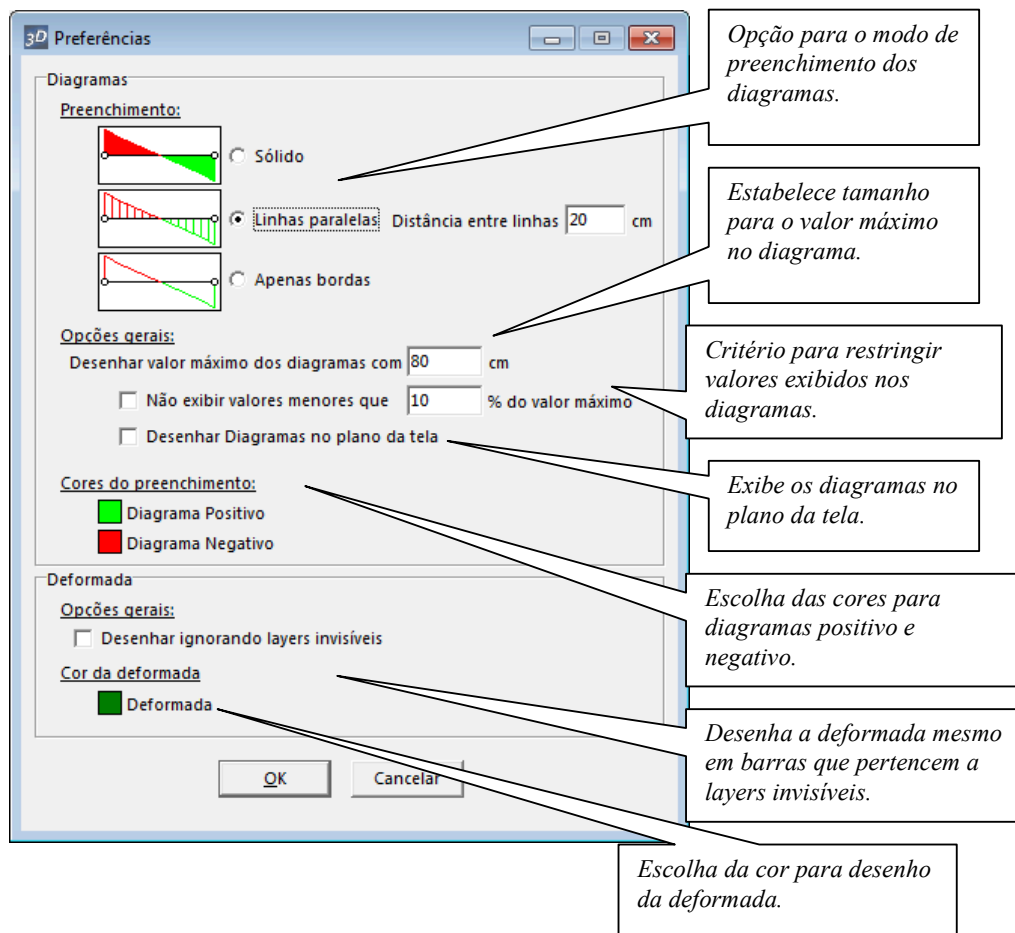 3D Preferências
Diagramas
Preenchimento:
Sólido
Linhas paralelas Distância entre linhas 20 cm
Apenas bordas
Opções gerais:
Desenhar valor máximo dos diagramas com 80 cm
Não exibir valores menores que 10 % do valor máximo
Desenhar Diagramas no plano da tela
Cores do preenchimento:
Diagrama Positivo
Diagrama Negativo
Deformada
Opções gerais:
Desenhar ignorando layers invisíveis
Cor da deformada
Deformada
OK Cancelar
Opção para o modo de
preenchimento dos
diagramas.
Estabelece tamanho
para o valor máximo
no diagrama.
Critério para restringir
valores exibidos nos
diagramas.
Exibe os diagramas no
plano da tela.
Escolha das cores para
diagramas positivo e
negativo.
Desenha a deformada mesmo
em barras que pertencem a
layers invisíveis.
Escolha da cor para desenho
da deformada.